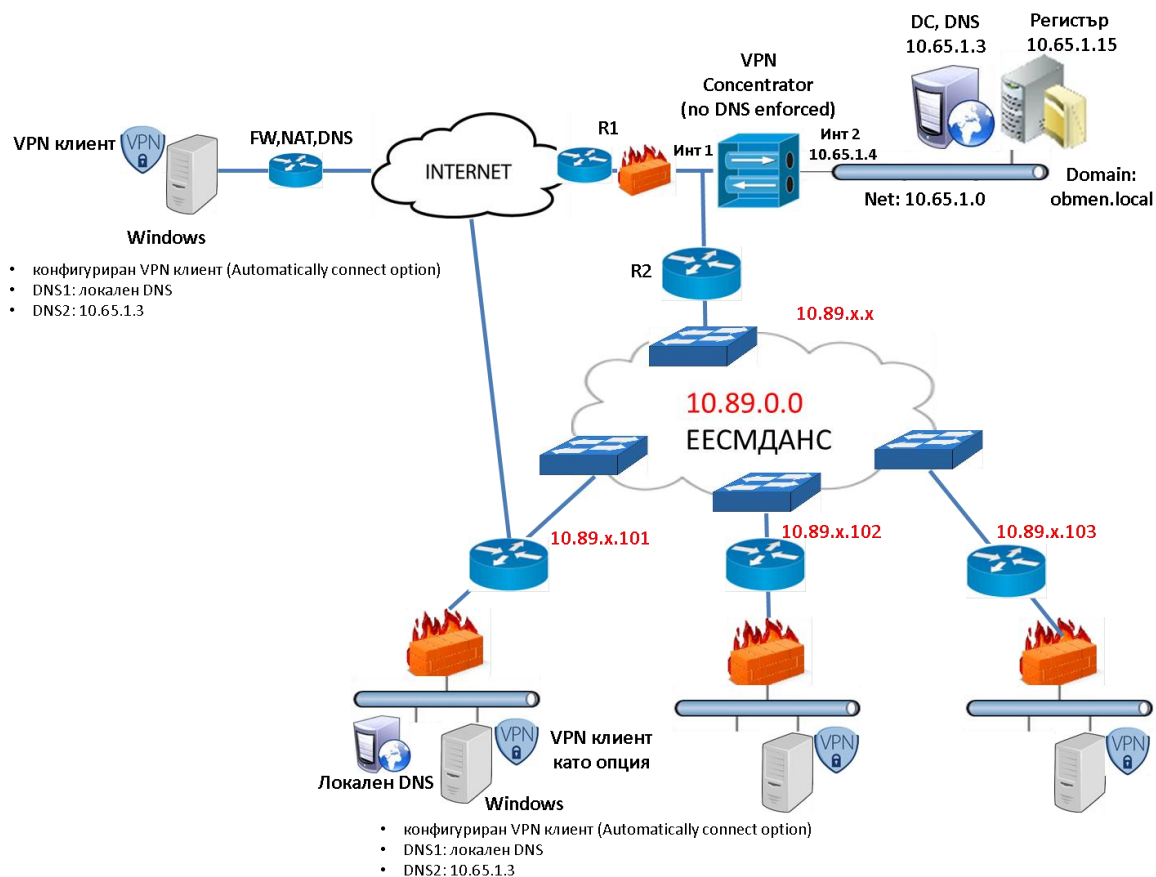 DC, DNS
10.65.1.3
Регистър
10.65.1.15
VPN
Concentrator
(no DNS enforced)
VPN клиент
VPN
FW,NAT,DNS
INTERNET
R1
Инт 1
Инт 2
10.65.1.4
Net: 10.65.1.0
Domain:
obmen.local
Windows
• конфигуриран VPN клиент (Automatically connect option)
• DNS1: локален DNS
• DNS2: 10.65.1.3
R2
10.89.x.x
10.89.0.0
ЕЕСМДАНС
10.89.x.101
10.89.x.102
10.89.x.103
Локален DNS
VPN
VPN клиент
като опция
VPN
VPN
Windows
• конфигуриран VPN клиент (Automatically connect option)
• DNS1: локален DNS
• DNS2: 10.65.1.3